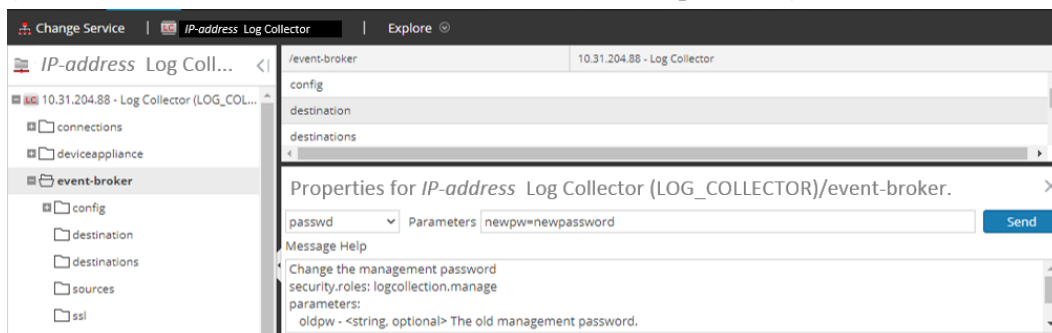 Change Service LC IP-address Log Collector Explore
IP-address Log Coll...
LC 10.31.204.88 - Log Collector (LOG_COL...
connections
deviceappliance
event-broker
config
destination
destinations
sources
ssl
/event-broker 10.31.204.88 - Log Collector
config
destination
destinations
Properties for IP-address Log Collector (LOG_COLLECTOR)/event-broker.
passwd Parameters newpw=newpassword Send
Message Help
Change the management password
security.roles: logcollection.manage
parameters:
oldpw - <string, optional> The old management password.